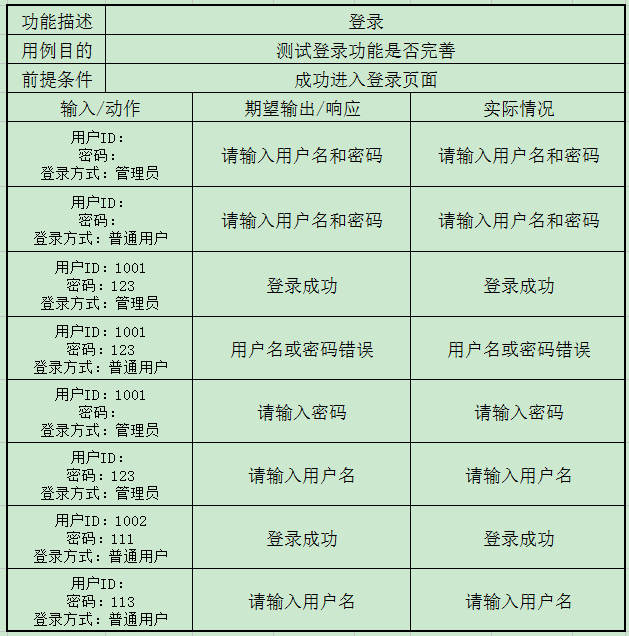 功能描述 登录
用例目的 测试登录功能是否完善
前提条件 成功进入登录页面
输入/动作 期望输出/响应 实际情况
用户ID：
密码：
登录方式：管理员
请输入用户名和密码 请输入用户名和密码
用户ID：
密码：
登录方式：普通用户
请输入用户名和密码 请输入用户名和密码
用户ID：1001
密码：123
登录方式：管理员
登录成功 登录成功
用户ID：1001
密码：123
登录方式：普通用户
用户名或密码错误 用户名或密码错误
用户ID：1001
密码：
登录方式：管理员
请输入密码 请输入密码
用户ID：
密码：123
登录方式：管理员
请输入用户名 请输入用户名
用户ID：1002
密码：111
登录方式：普通用户
登录成功 登录成功
用户ID：
密码：113
登录方式：普通用户
请输入用户名 请输入用户名